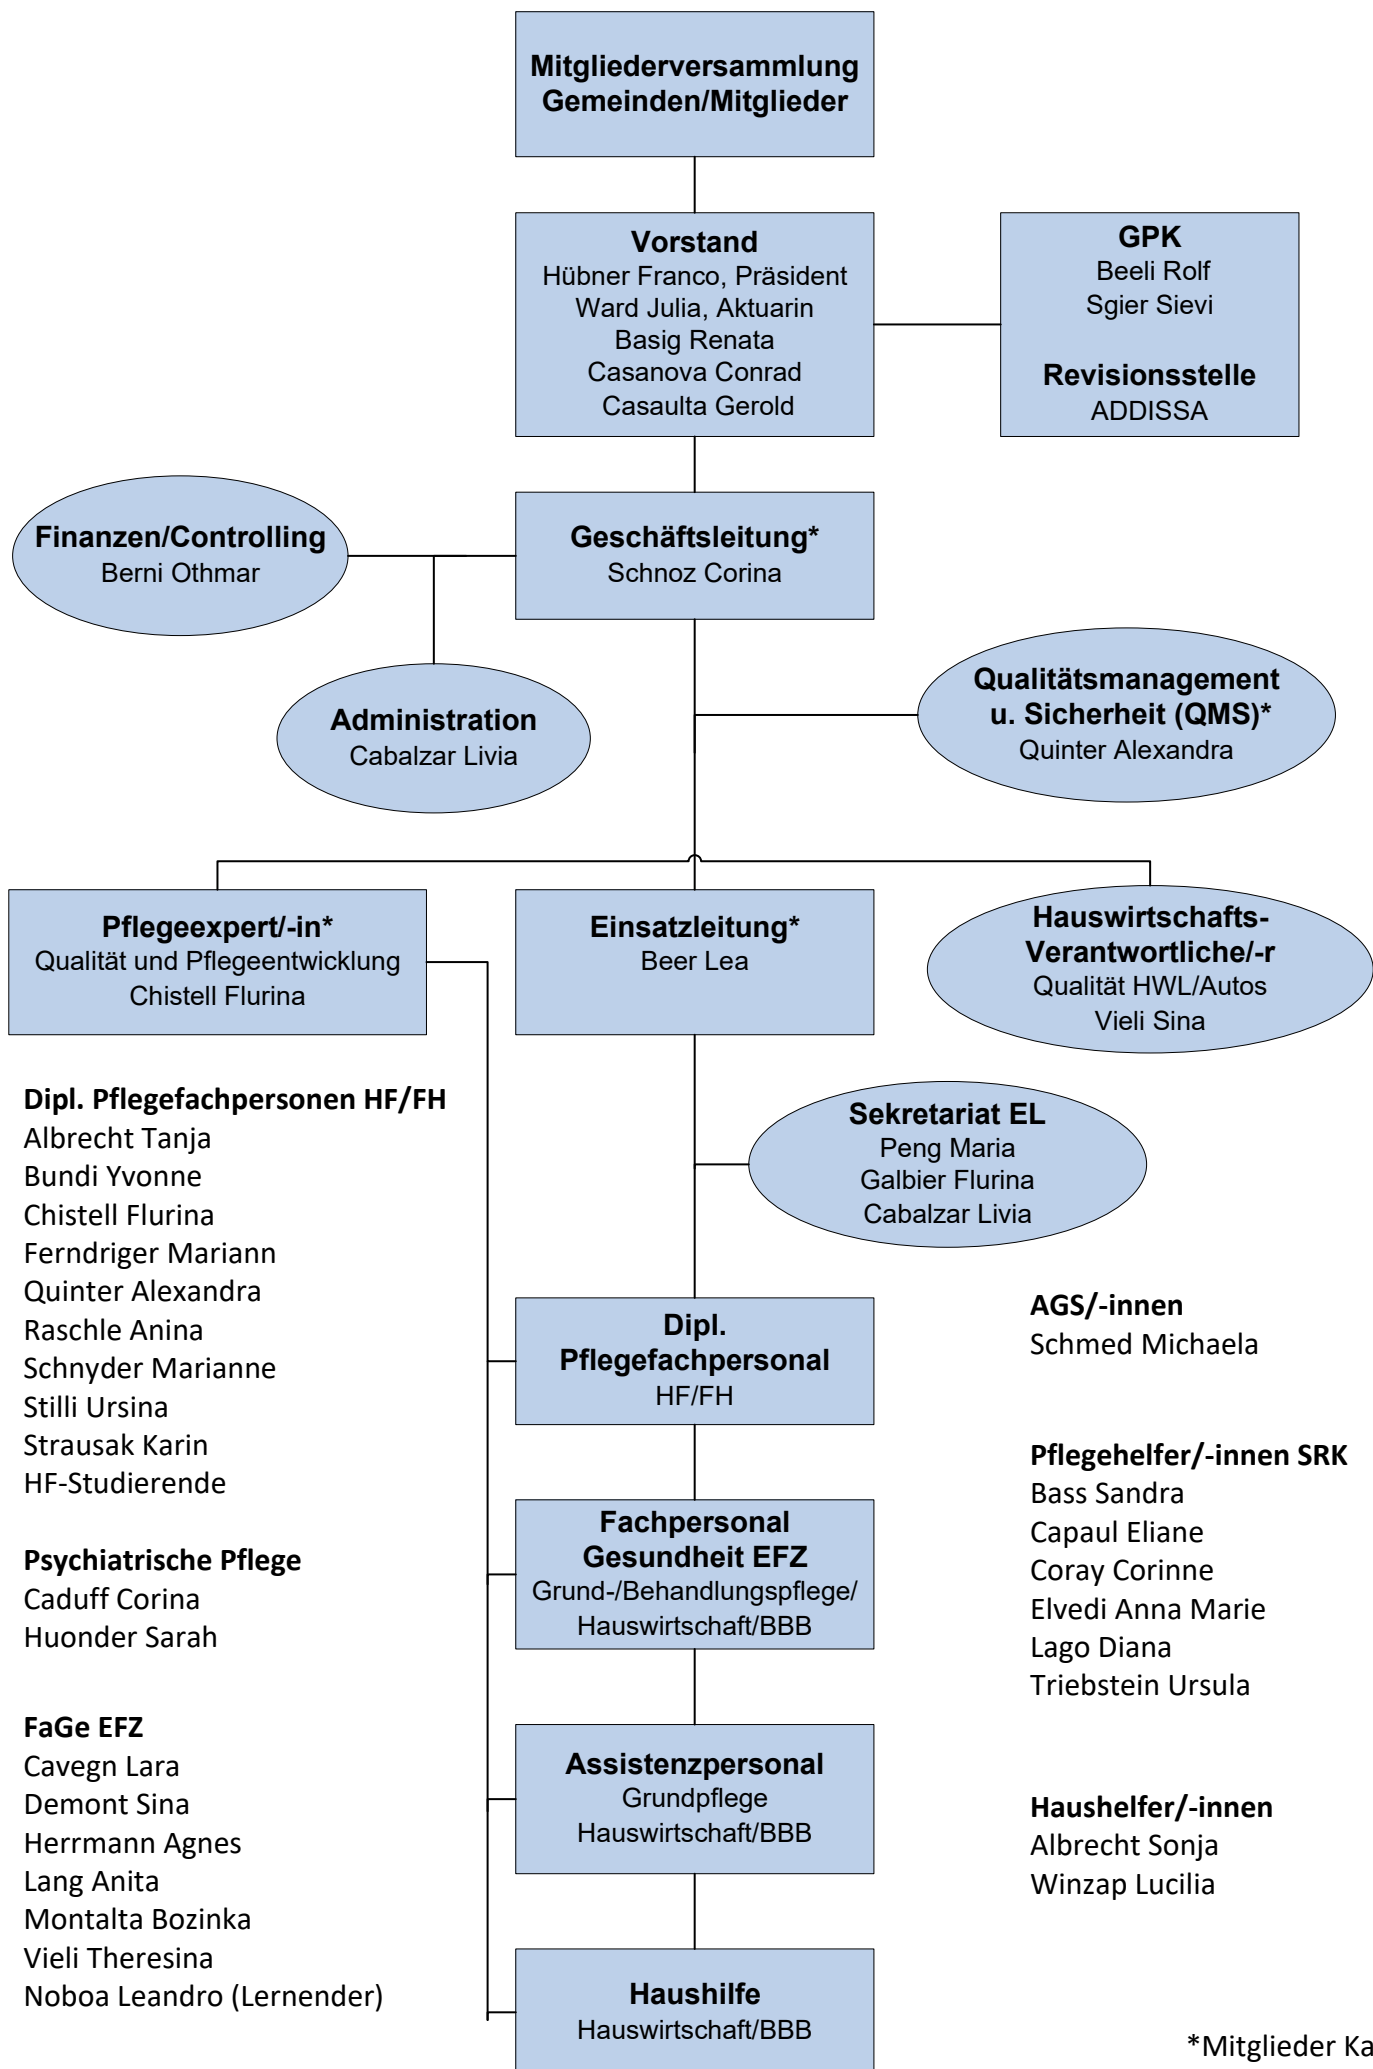 Mitgliederversammlung
Gemeinden/Mitglieder
Vorstand
Hübner Franco, Präsident
Ward Julia, Aktuarin
Basig Renata
Casanova Conrad
Casaulta Gerold
GPK
Beeli Rolf
Sgier Sievi
Revisionsstelle
ADDISSA
Finanzen/Controlling
Berni Othmar
Geschäftsleitung*
Schnoz Corina
Administration
Cabalzar Livia
Qualitätsmanagement
u. Sicherheit (QMS)*
Quinter Alexandra
Pflegeexpert/-in*
Qualität und Pflegeentwicklung
Chistell Flurina
Einsatzleitung*
Beer Lea
Hauswirtschafts-
Verantwortliche/-r
Qualität HWL/Autos
Vieli Sina
Sekretariat EL
Peng Maria
Galbier Flurina
Cabalzar Livia
Dipl. Pflegefachpersonen HF/FH
Albrecht Tanja
Bundi Yvonne
Chistell Flurina
Ferndriger Mariann
Quinter Alexandra
Raschle Anina
Schnyder Marianne
Stilli Ursina
Strausak Karin
HF-Studierende
Psychiatrische Pflege
Caduff Corina
Huonder Sarah
FaGe EFZ
Cavegn Lara
Demont Sina
Herrmann Agnes
Lang Anita
Montalta Bozinka
Vieli Theresina
Noboa Leandro (Lernender)
Dipl.
Pflegefachpersonal
HF/FH
Fachpersonal
Gesundheit EFZ
Grund-/Behandlungspflege/
Hauswirtschaft/BBB
Assistenzpersonal
Grundpflege
Hauswirtschaft/BBB
Haushilfe
Hauswirtschaft/BBB
AGS/-innen
Schmed Michaela
Pflegehelfer/-innen SRK
Bass Sandra
Capaul Eliane
Coray Corinne
Elvedi Anna Marie
Lago Diana
Triebstein Ursula
Haushelfer/-innen
Albrecht Sonja
Winzap Lucilia
*Mitglieder Ka